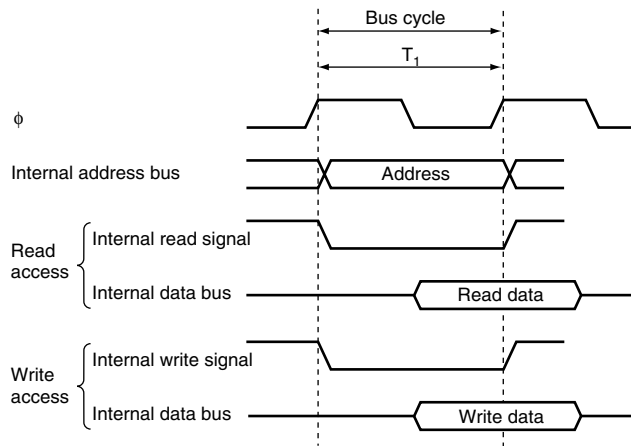 Bus cycle
T₁
ϕ
Internal address bus
Address
Read
access
Internal read signal
Internal data bus
Read data
Write
access
Internal write signal
Internal data bus
Write data